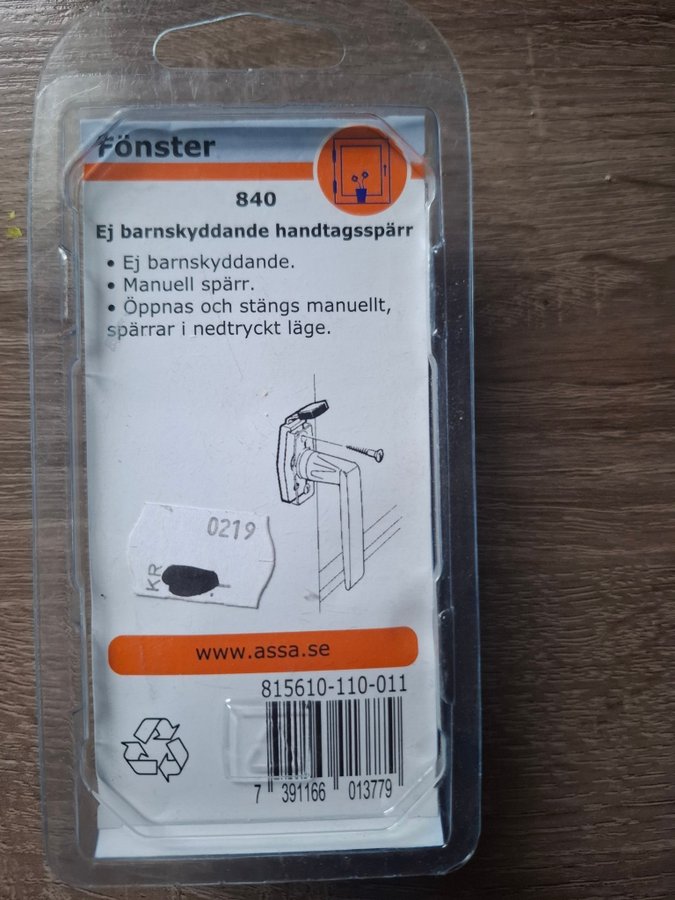 Fönster
840
Ej barnskyddande handtagsspärr
• Ej barnskyddande.
• Manuell spärr.
• Öppnas och stängs manuellt,
spärrar i nedtryckt läge.
0219
KR
www.assa.se
815610-110-011
7 391166 013779